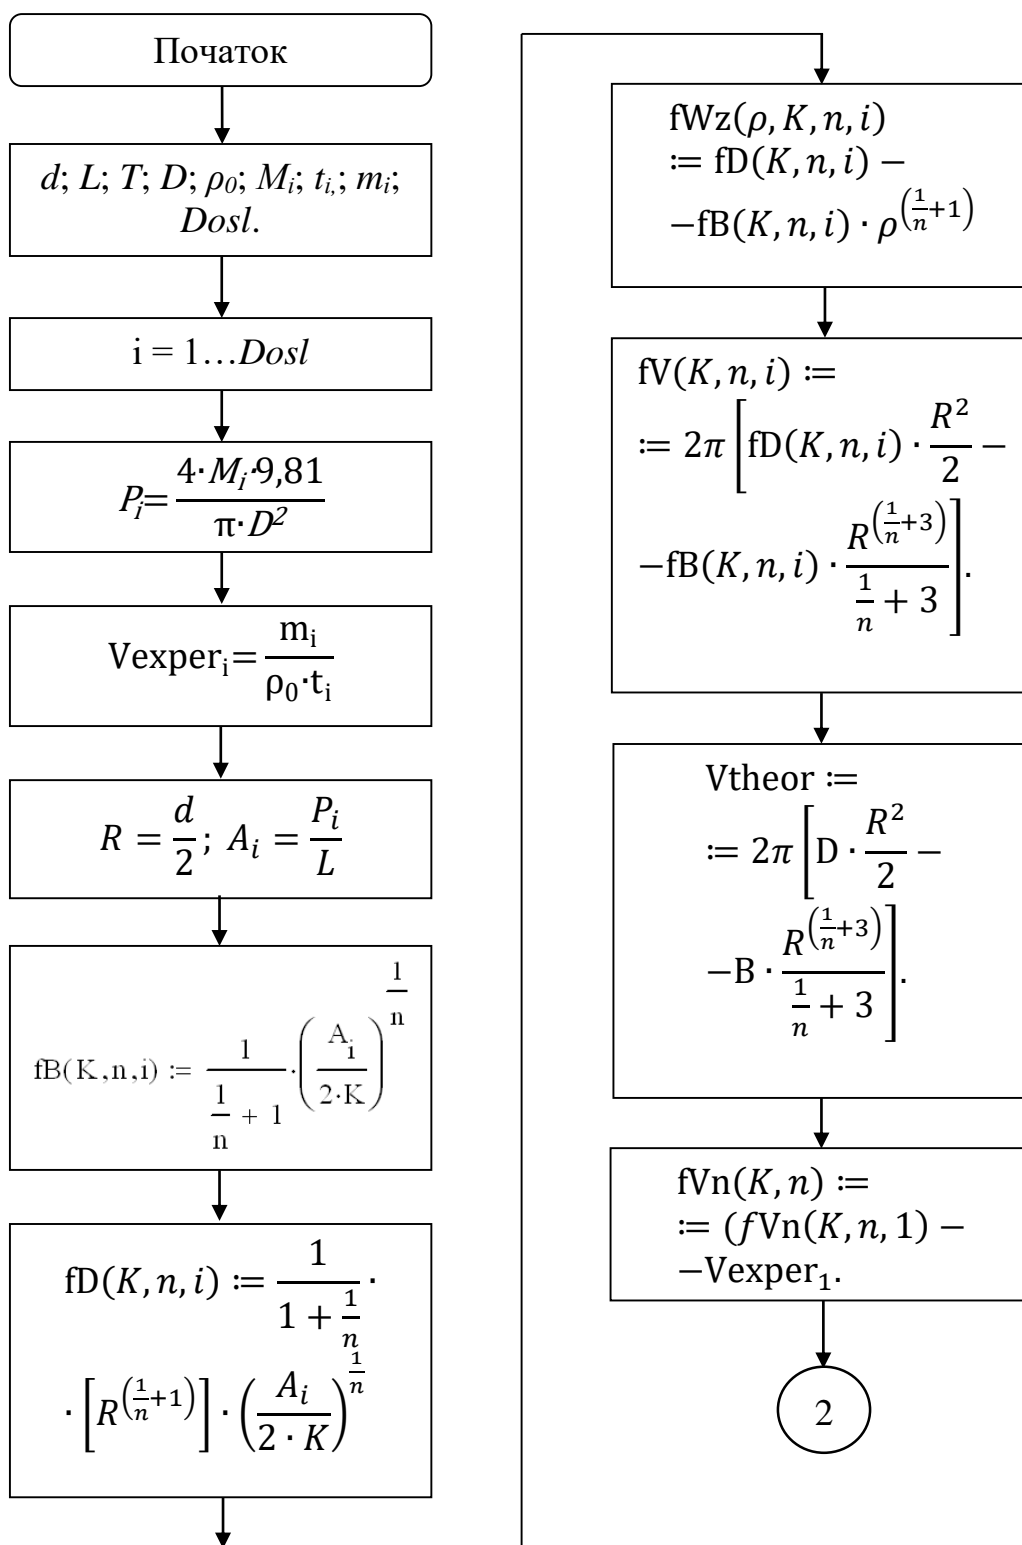 Початок
d; L; T; D; ρ₀; Mᵢ; tᵢ,; mᵢ;
Dosl.
i = 1…Dosl
Pᵢ= 4·Mᵢ·9,81 / π·D²
Vexperᵢ= mᵢ / ρ₀·tᵢ
R = d/2; Aᵢ = Pᵢ/L
fB(K,n,i) := 1/(1/n + 1)·(Aᵢ/(2·K))^(1/n)
fD(K, n, i) ≔ 1/(1 + 1/n) ·
· [R^(1/n+1)] · (Aᵢ/(2 · K))^(1/n)
fWz(ρ, K, n, i)
≔ fD(K, n, i) −
−fB(K, n, i) · ρ^(1/n+1)
fV(K, n, i) ≔
≔ 2π [fD(K, n, i) · R²/2 −
−fB(K, n, i) · R^(1/n+3)/(1/n + 3)].
Vtheor ≔
≔ 2π [D · R²/2 −
−B · R^(1/n+3)/(1/n + 3)].
fVn(K, n) ≔
≔ (fVn(K, n, 1) −
−Vexper₁.
2